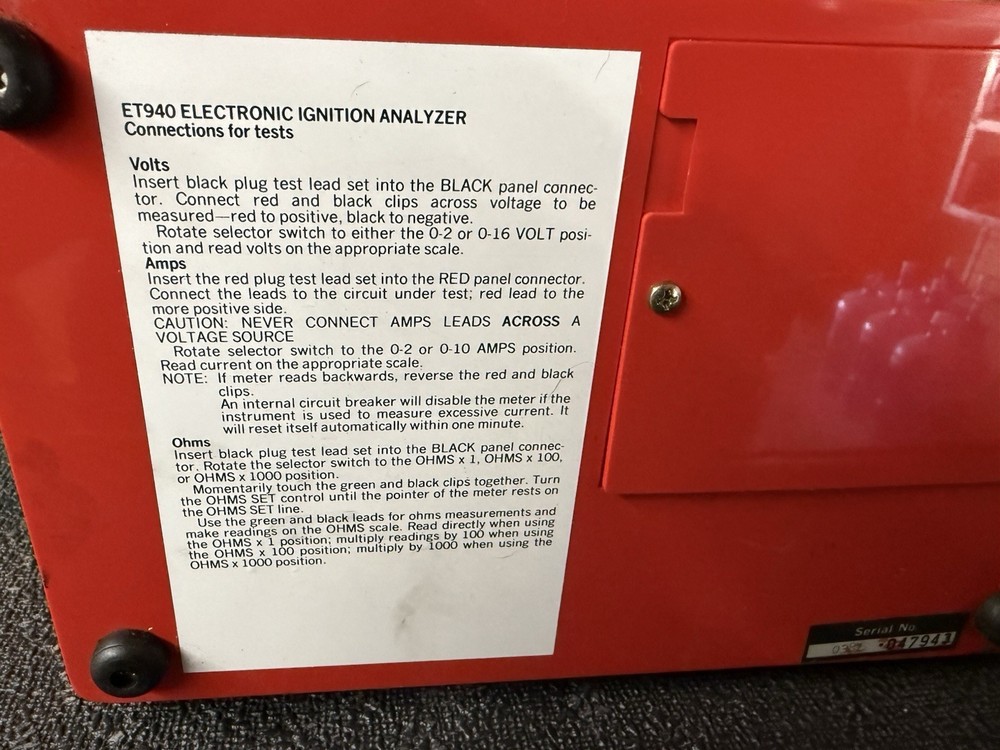 ET940 ELECTRONIC IGNITION ANALYZER
Connections for tests
Volts
Insert black plug test lead set into the BLACK panel connec-
tor. Connect red and black clips across voltage to be
measured—red to positive, black to negative.
Rotate selector switch to either the 0-2 or 0-16 VOLT posi-
tion and read volts on the appropriate scale.
Amps
Insert the red plug test lead set into the RED panel connector.
Connect the leads to the circuit under test; red lead to the
more positive side.
CAUTION: NEVER CONNECT AMPS LEADS ACROSS A
VOLTAGE SOURCE
Rotate selector switch to the 0-2 or 0-10 AMPS position.
Read current on the appropriate scale.
NOTE: If meter reads backwards, reverse the red and black
clips.
An internal circuit breaker will disable the meter if the
instrument is used to measure excessive current. It
will reset itself automatically within one minute.
Ohms
Insert black plug test lead set into the BLACK panel connec-
tor. Rotate the selector switch to the OHMS x 1, OHMS x 100,
or OHMS x 1000 position.
Momentarily touch the green and black clips together. Turn
the OHMS SET control until the pointer of the meter rests on
the OHMS SET line.
Use the green and black leads for ohms measurements and
make readings on the OHMS scale. Read directly when using
the OHMS x 1 position; multiply readings by 100 when using
the OHMS x 100 position; multiply by 1000 when using the
OHMS x 1000 position.
Serial No.